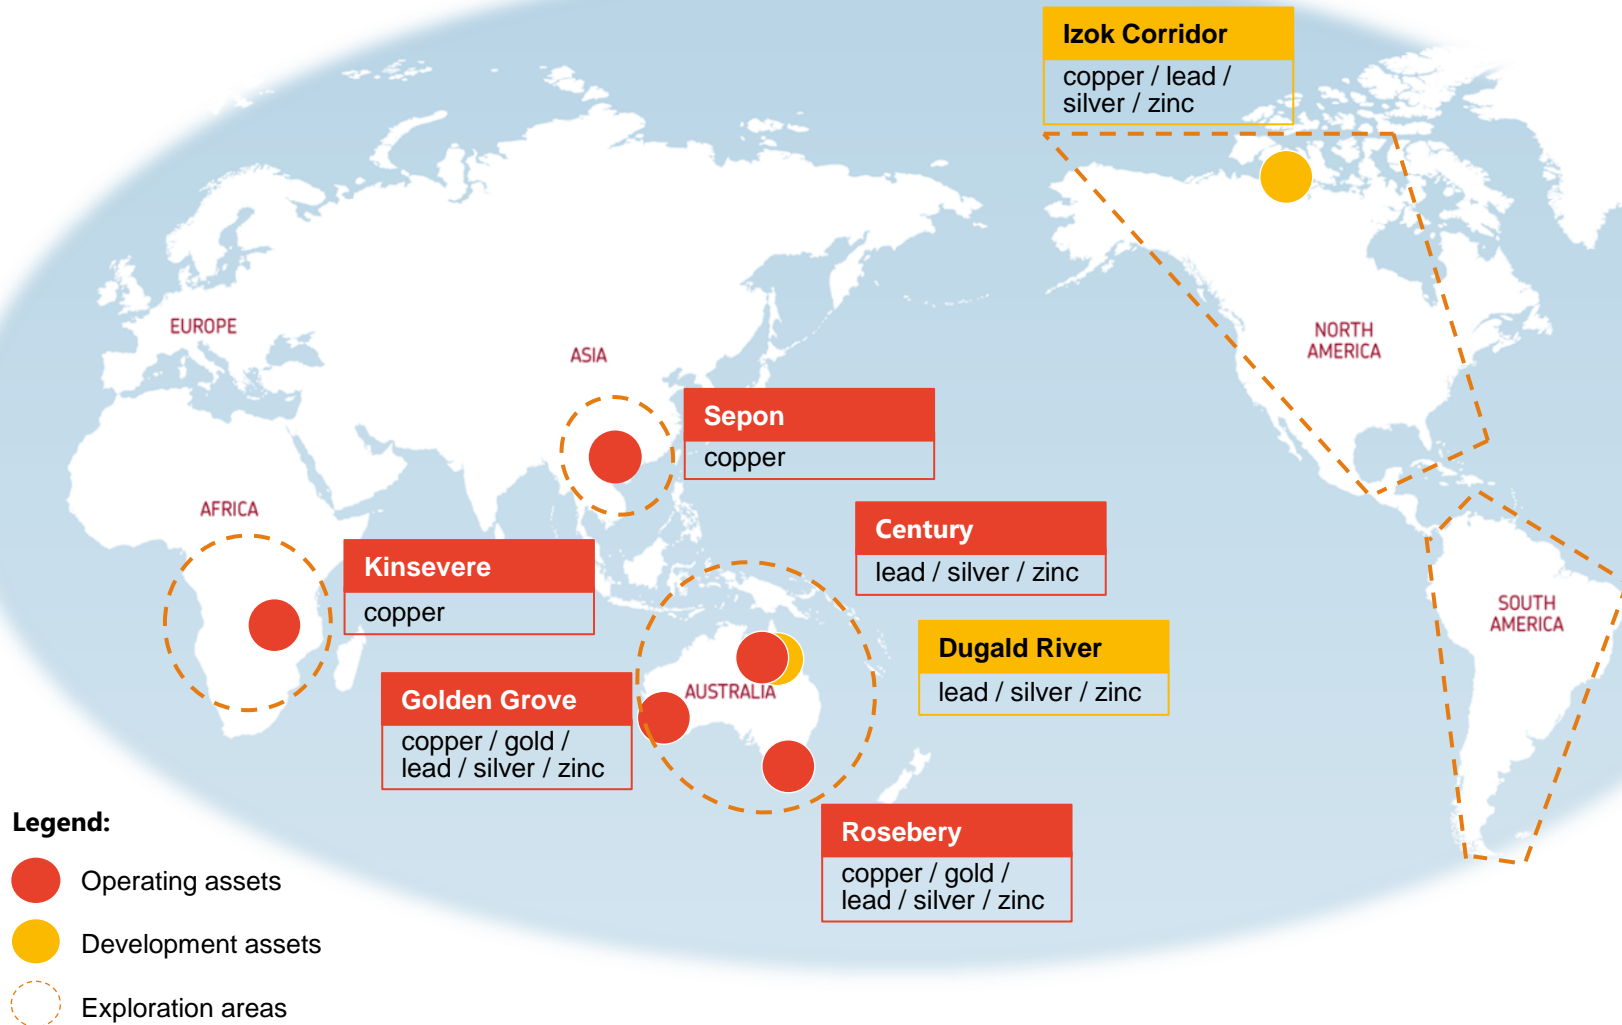 Izok Corridor
copper / lead /
silver / zinc
EUROPE
ASIA
NORTH
AMERICA
Sepon
copper
AFRICA
Century
lead / silver / zinc
Kinsevere
copper
SOUTH
AMERICA
Dugald River
lead / silver / zinc
AUSTRALIA
Golden Grove
copper / gold /
lead / silver / zinc
Rosebery
copper / gold /
lead / silver / zinc
Legend:
Operating assets
Development assets
Exploration areas